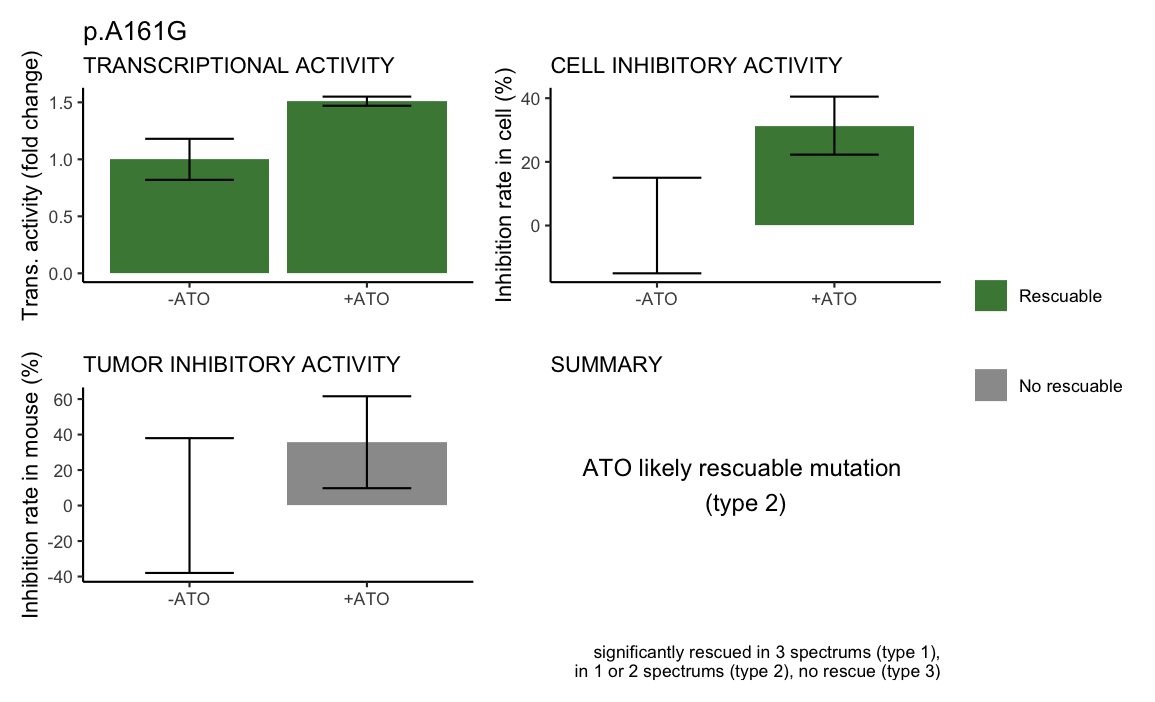 p.A161G
TRANSCRIPTIONAL ACTIVITY
Trans. activity (fold change)
1.5
1.0
0.5
0.0
-ATO
+ATO
CELL INHIBITORY ACTIVITY
Inhibition rate in cell (%)
40
20
0
-ATO
+ATO
Rescuable
No rescuable
TUMOR INHIBITORY ACTIVITY
Inhibition rate in mouse (%)
60
40
20
0
-20
-40
-ATO
+ATO
SUMMARY
ATO likely rescuable mutation
(type 2)
significantly rescued in 3 spectrums (type 1),
in 1 or 2 spectrums (type 2), no rescue (type 3)